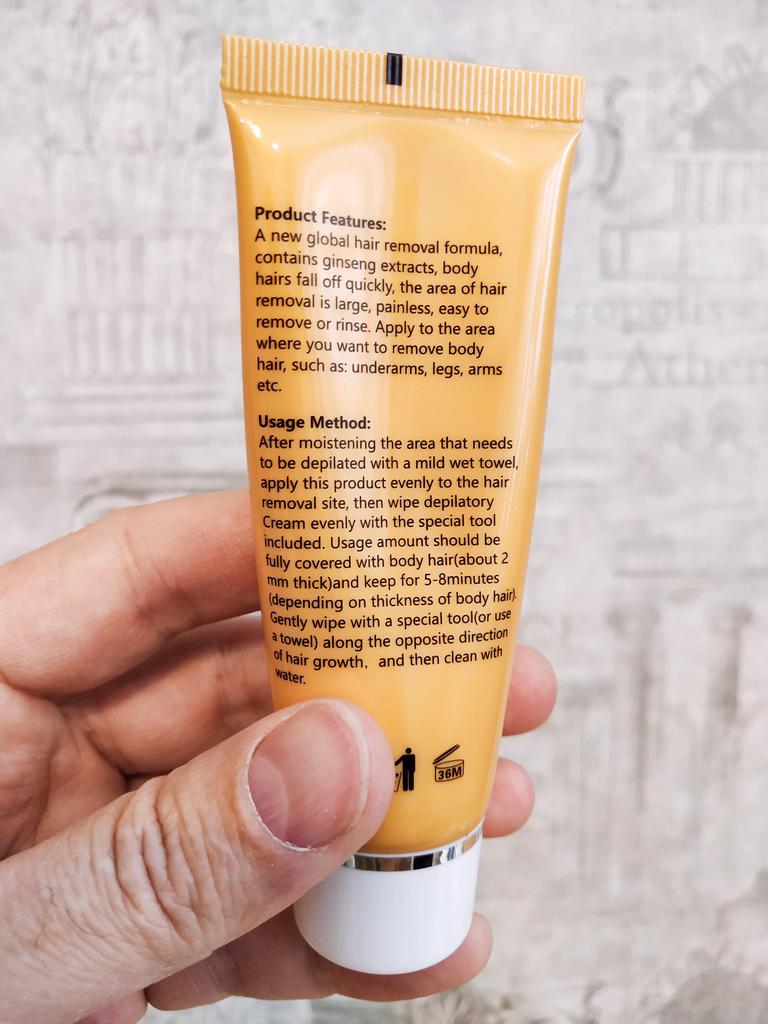 Product Features:
A new global hair removal formula,
contains ginseng extracts, body
hairs fall off quickly, the area of hair
removal is large, painless, easy to
remove or rinse. Apply to the area
where you want to remove body
hair, such as: underarms, legs, arms
etc.
Usage Method:
After moistening the area that needs
to be depilated with a mild wet towel,
apply this product evenly to the hair
removal site, then wipe depilatory
Cream evenly with the special tool
included. Usage amount should be
fully covered with body hair(about 2
mm thick)and keep for 5-8minutes
(depending on thickness of body hair).
Gently wipe with a special tool(or use
a towel) along the opposite direction
of hair growth, and then clean with
water.
36M
Athen